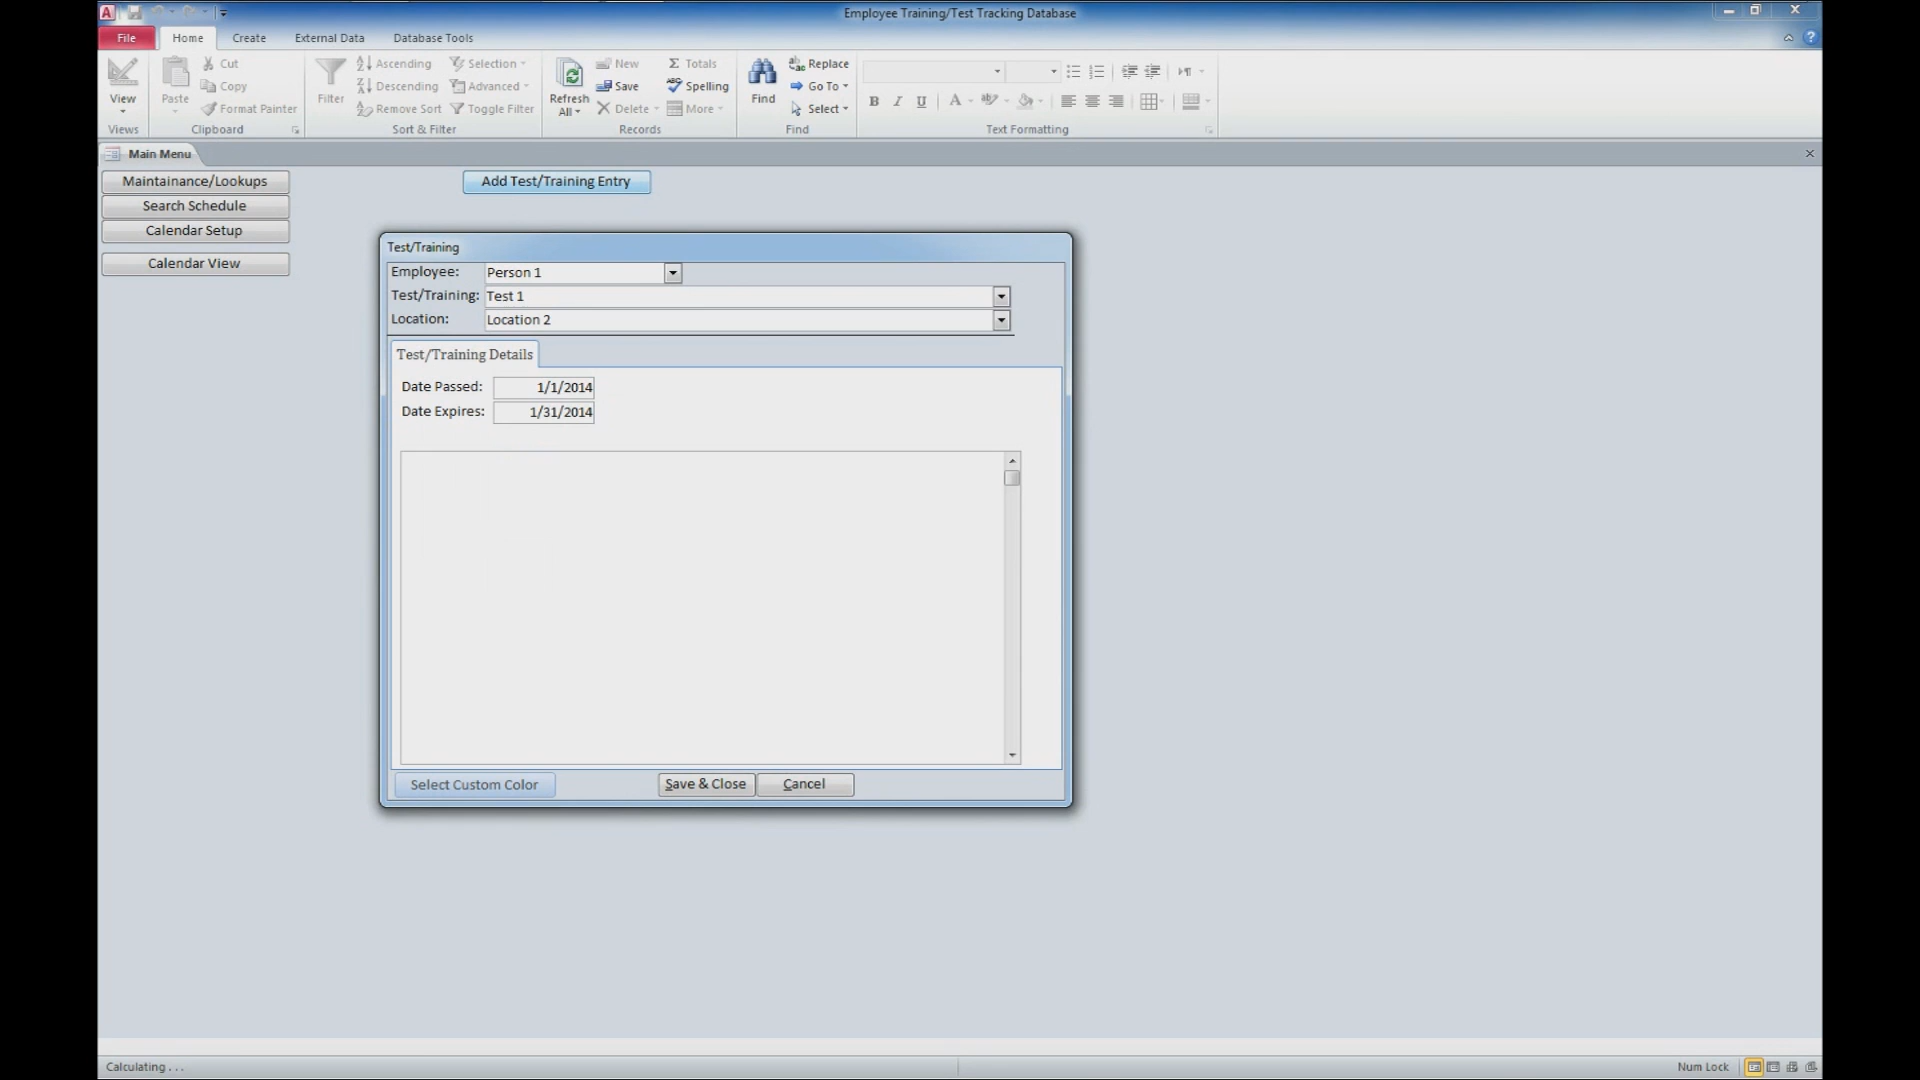 Employee Training/Test Tracking Database
File Home Create External Data Database Tools
View
Views
Paste
Cut
Copy
Format Painter
Clipboard
Filter
Ascending
Descending
Remove Sort
Selection
Advanced
Toggle Filter
Sort & Filter
Refresh
All
New
Save
Delete
Totals
Spelling
More
Records
Find
Replace
Go To
Select
Find
B I U A
Text Formatting
Main Menu
Maintainance/Lookups
Search Schedule
Calendar Setup
Calendar View
Add Test/Training Entry
Test/Training
Employee: Person 1
Test/Training: Test 1
Location: Location 2
Test/Training Details
Date Passed: 1/1/2014
Date Expires: 1/31/2014
Select Custom Color Save & Close Cancel
Calculating . . . Num Lock